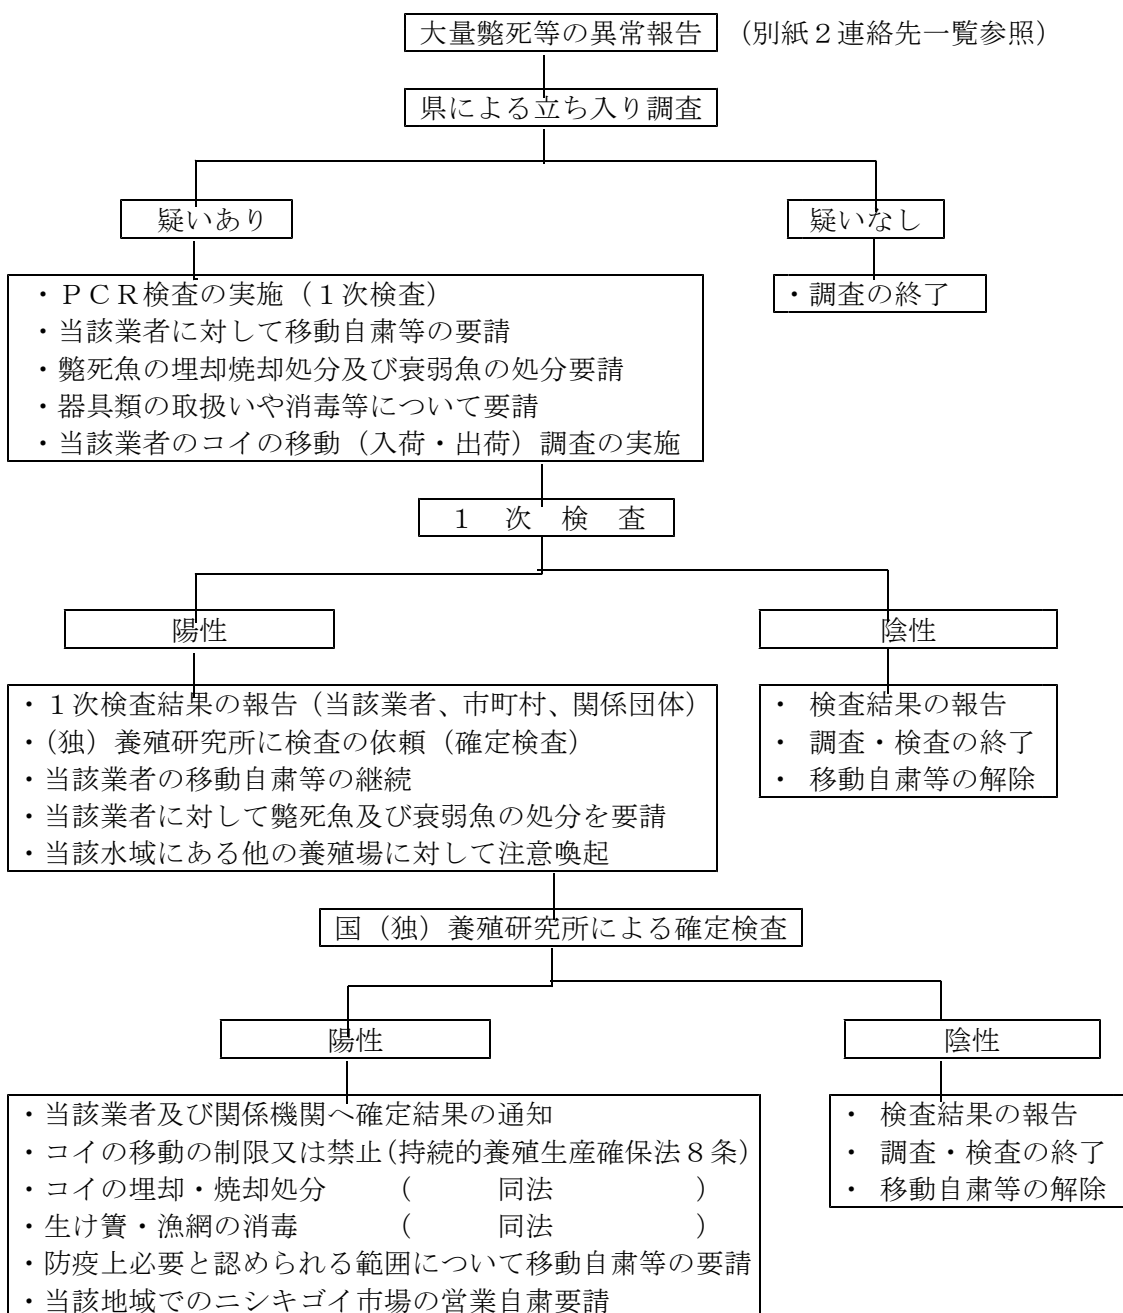 大量斃死等の異常報告 (別紙２連絡先一覧参照)
県による立ち入り調査
疑いあり
疑いなし
・ＰＣＲ検査の実施（１次検査）
・当該業者に対して移動自粛等の要請
・斃死魚の埋却焼却処分及び衰弱魚の処分要請
・器具類の取扱いや消毒等について要請
・当該業者のコイの移動（入荷・出荷）調査の実施
・調査の終了
１　次　検　査
陽性
陰性
・１次検査結果の報告（当該業者、市町村、関係団体）
・(独）養殖研究所に検査の依頼（確定検査）
・当該業者の移動自粛等の継続
・当該業者に対して斃死魚及び衰弱魚の処分を要請
・当該水域にある他の養殖場に対して注意喚起
・ 検査結果の報告
・ 調査・検査の終了
・ 移動自粛等の解除
国（独）養殖研究所による確定検査
陽性
陰性
・当該業者及び関係機関へ確定結果の通知
・コイの移動の制限又は禁止(持続的養殖生産確保法８条)
・コイの埋却・焼却処分　　（　　　同法　　　　　）
・生け簀・漁網の消毒　　　（　　　同法　　　　　）
・防疫上必要と認められる範囲について移動自粛等の要請
・当該地域でのニシキゴイ市場の営業自粛要請
・ 検査結果の報告
・ 調査・検査の終了
・ 移動自粛等の解除